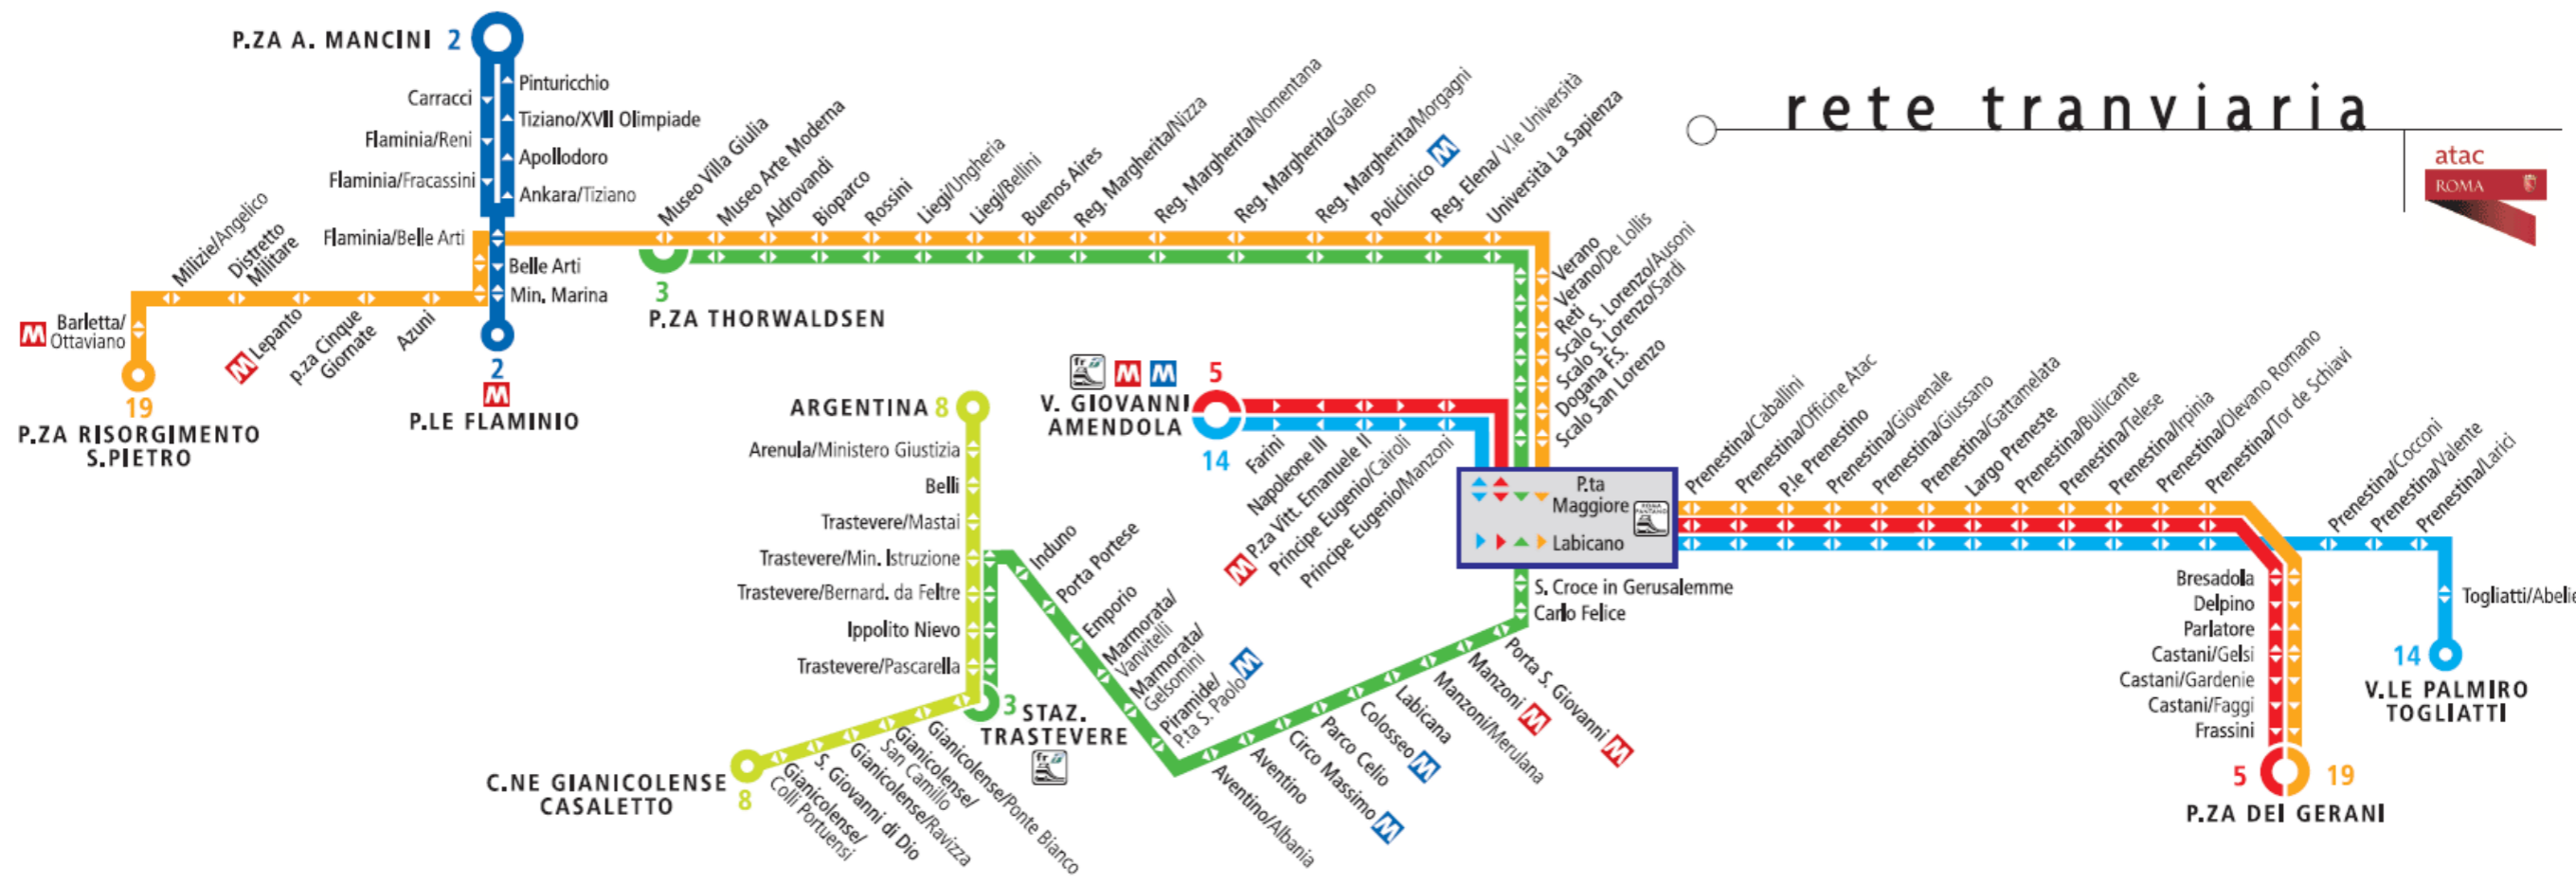 rete tranviaria
atac
ROMA
P.ZA A. MANCINI 2
Pinturicchio
Carracci
Tiziano/XVII Olimpiade
Flaminia/Reni
Apollodoro
Flaminia/Fracassini
Ankara/Tiziano
Flaminia/Belle Arti
Belle Arti
Min. Marina
2
M
P.LE FLAMINIO
Milizie/Angelico
Distretto
Militare
M Barletta/
Ottaviano
M Lepanto
p.za Cinque
Giornate
Azuni
19
P.ZA RISORGIMENTO
S.PIETRO
Museo Villa Giulia
Museo Arte Moderna
Aldrovandi
Bioparco
Rossini
Liegi/Ungheria
Liegi/Bellini
Buenos Aires
Reg. Margherita/Nizza
Reg. Margherita/Nomentana
Reg. Margherita/Galeno
Reg. Margherita/Morgagni
Policlinico M
Reg. Elena/ V.le Università
Università La Sapienza
3
P.ZA THORWALDSEN
Verano
Verano/De Lollis
Reti
Scalo S. Lorenzo/Ausoni
Scalo S. Lorenzo/Sardi
Dogana F.S.
Scalo San Lorenzo
fr M M 5
V. GIOVANNI
AMENDOLA
14
Farini
Napoleone III
M P.za Vitt. Emanuele II
Principe Eugenio/Cairoli
Principe Eugenio/Manzoni
P.ta
Maggiore
Labicano
Prenestina/Caballini
Prenestina/Officine Atac
P.le Prenestino
Prenestina/Giovenale
Prenestina/Giussano
Prenestina/Gattamelata
Largo Preneste
Prenestina/Bullicante
Prenestina/Telese
Prenestina/Irpinia
Prenestina/Olevano Romano
Prenestina/Tor de Schiavi
Prenestina/Cocconi
Prenestina/Valente
Prenestina/Larici
Togliatti/Abelie
14
V.LE PALMIRO
TOGLIATTI
Bresadola
Delpino
Parlatore
Castani/Gelsi
Castani/Gardenie
Castani/Faggi
Frassini
5 19
P.ZA DEI GERANI
ARGENTINA 8
Arenula/Ministero Giustizia
Belli
Trastevere/Mastai
Trastevere/Min. Istruzione
Trastevere/Bernard. da Feltre
Ippolito Nievo
Trastevere/Pascarella
3 STAZ.
TRASTEVERE
fr
C.NE GIANICOLENSE
CASALETTO
8
Gianicolense/
Colli Portuensi
S. Giovanni di Dio
Gianicolense/Ravizza
Gianicolense/
San Camilo
Gianicolense/Ponte Bianco
Induno
Porta Portese
Emporio
Marmorata/
Vanvitelli
Marmorata/
Gelsomini
Piramide/
P.ta S. Paolo M
Aventino/Albania
Aventino
Circo Massimo M
Parco Celio
Colosseo M
Labicana
Manzoni/Merulana
Manzoni M
Porta S. Giovanni M
S. Croce in Gerusalemme
Carlo Felice